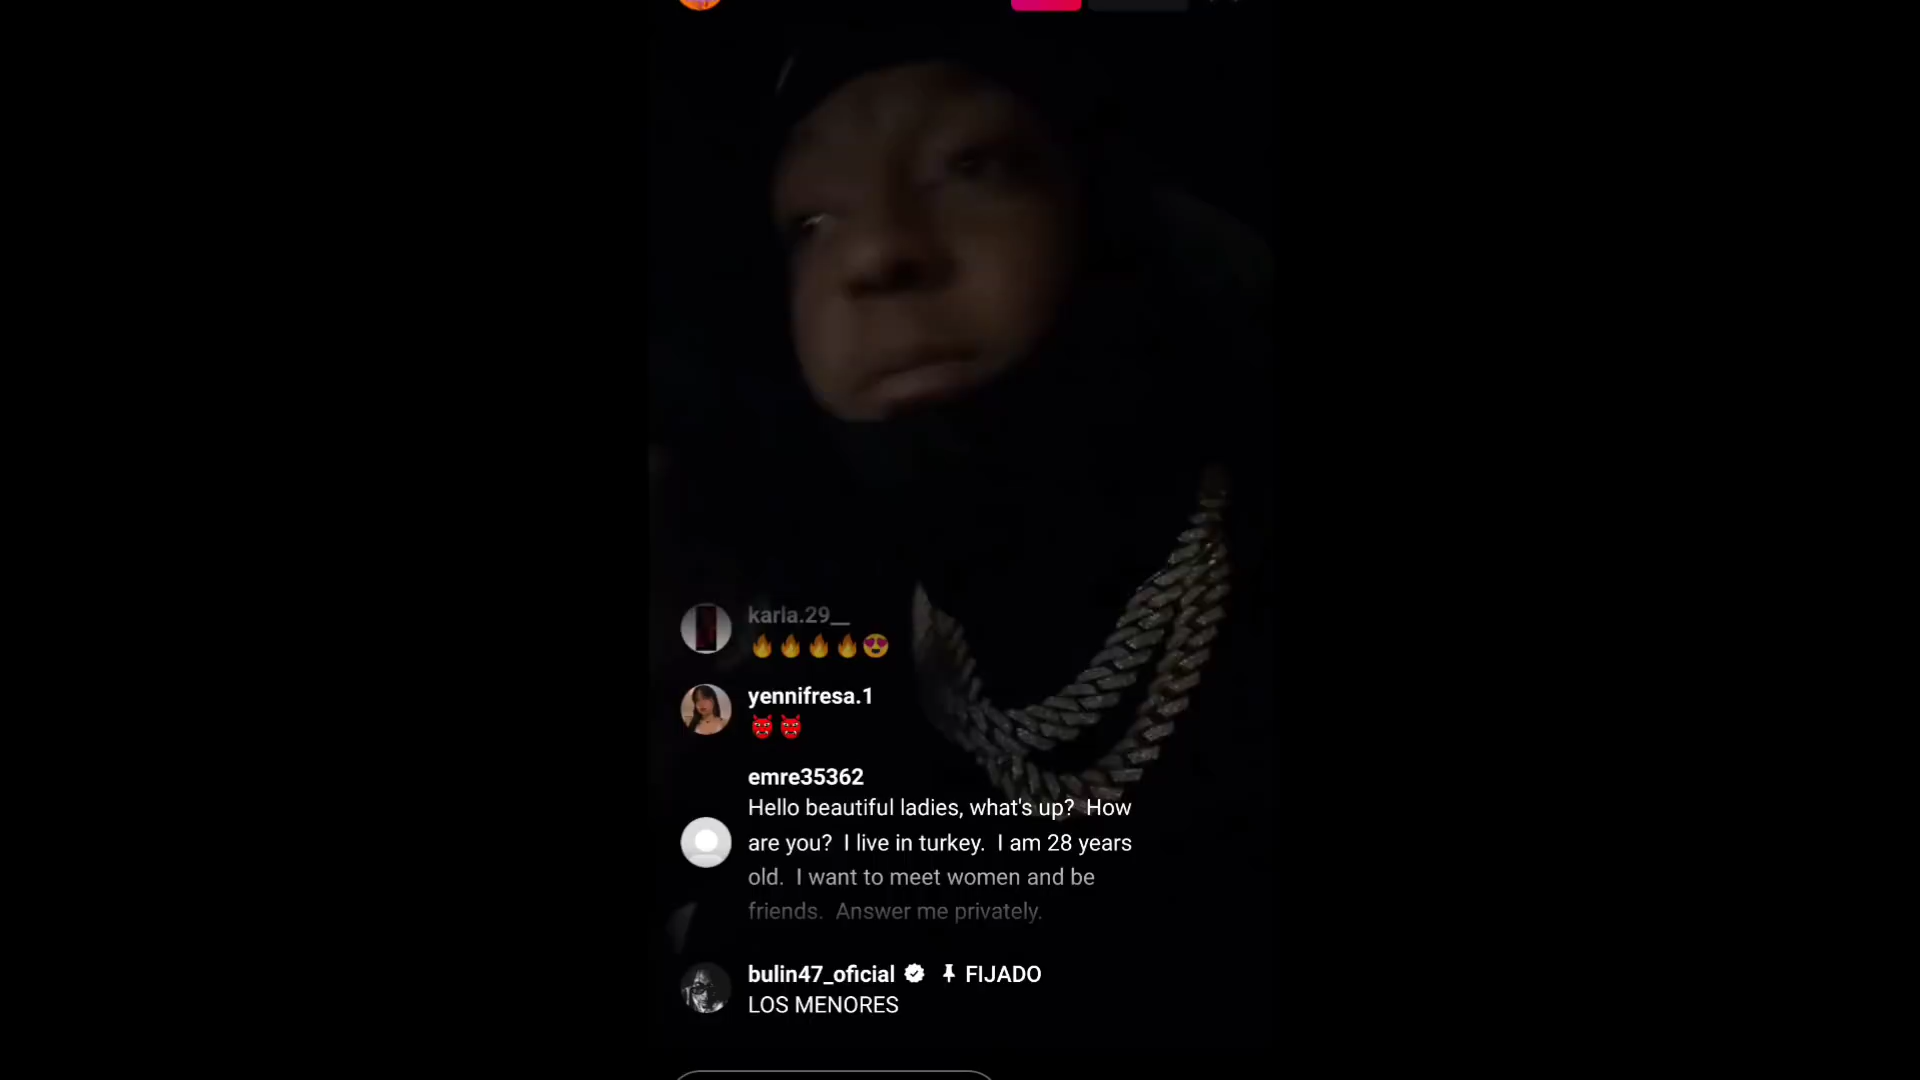 karla.29__
🔥🔥🔥🔥😍
yennifresa.1
👹👹
emre35362
Hello beautiful ladies, what's up?  How
are you?  I live in turkey.  I am 28 years
old.  I want to meet women and be
friends.  Answer me privately.
bulin47_oficial FIJADO
LOS MENORES